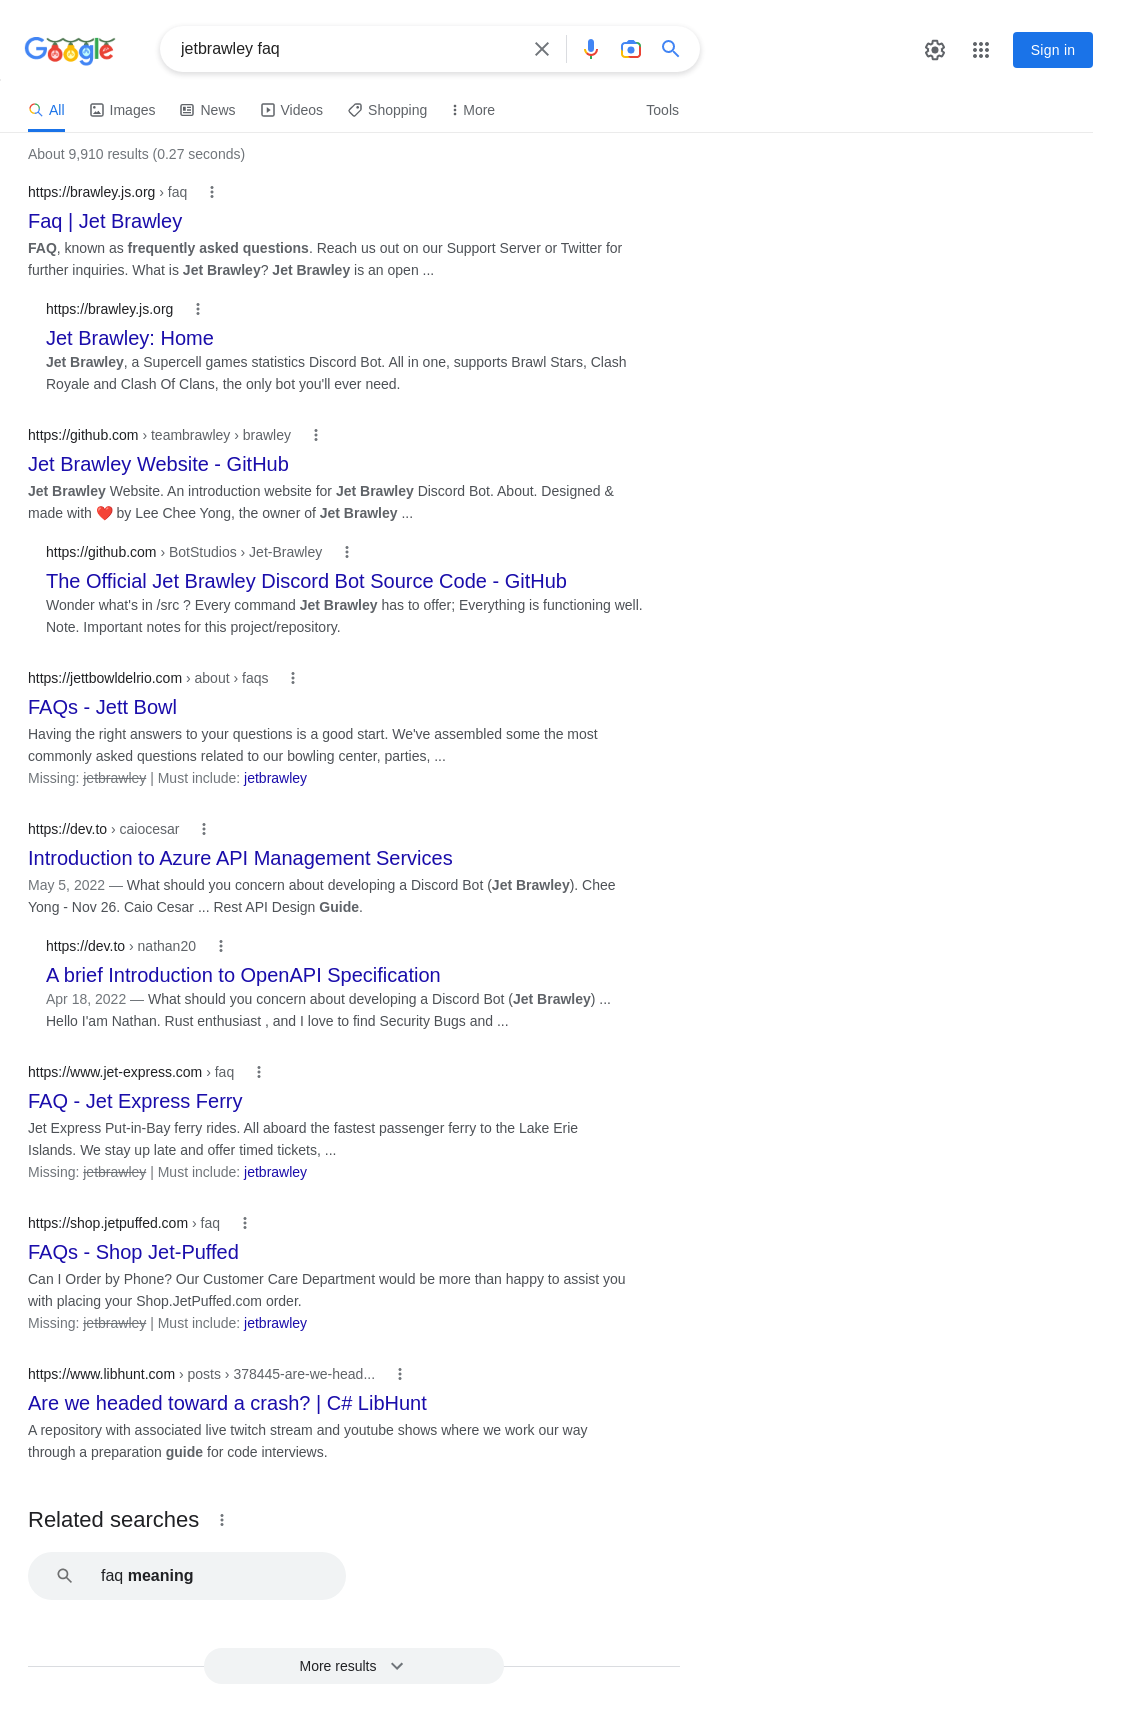 Google
jetbrawley faq
Sign in
All
Images
News
Videos
Shopping
More
Tools
About 9,910 results (0.27 seconds)
https://brawley.js.org › faq
Faq | Jet Brawley
FAQ, known as frequently asked questions. Reach us out on our Support Server or Twitter for
further inquiries. What is Jet Brawley? Jet Brawley is an open ...
https://brawley.js.org
Jet Brawley: Home
Jet Brawley, a Supercell games statistics Discord Bot. All in one, supports Brawl Stars, Clash
Royale and Clash Of Clans, the only bot you'll ever need.
https://github.com › teambrawley › brawley
Jet Brawley Website - GitHub
Jet Brawley Website. An introduction website for Jet Brawley Discord Bot. About. Designed &
made with ❤️ by Lee Chee Yong, the owner of Jet Brawley ...
https://github.com › BotStudios › Jet-Brawley
The Official Jet Brawley Discord Bot Source Code - GitHub
Wonder what's in /src ? Every command Jet Brawley has to offer; Everything is functioning well.
Note. Important notes for this project/repository.
https://jettbowldelrio.com › about › faqs
FAQs - Jett Bowl
Having the right answers to your questions is a good start. We've assembled some the most
commonly asked questions related to our bowling center, parties, ...
Missing: jetbrawley | Must include: jetbrawley
https://dev.to › caiocesar
Introduction to Azure API Management Services
May 5, 2022 — What should you concern about developing a Discord Bot (Jet Brawley). Chee
Yong - Nov 26. Caio Cesar ... Rest API Design Guide.
https://dev.to › nathan20
A brief Introduction to OpenAPI Specification
Apr 18, 2022 — What should you concern about developing a Discord Bot (Jet Brawley) ...
Hello I'am Nathan. Rust enthusiast , and I love to find Security Bugs and ...
https://www.jet-express.com › faq
FAQ - Jet Express Ferry
Jet Express Put-in-Bay ferry rides. All aboard the fastest passenger ferry to the Lake Erie
Islands. We stay up late and offer timed tickets, ...
Missing: jetbrawley | Must include: jetbrawley
https://shop.jetpuffed.com › faq
FAQs - Shop Jet-Puffed
Can I Order by Phone? Our Customer Care Department would be more than happy to assist you
with placing your Shop.JetPuffed.com order.
Missing: jetbrawley | Must include: jetbrawley
https://www.libhunt.com › posts › 378445-are-we-head...
Are we headed toward a crash? | C# LibHunt
A repository with associated live twitch stream and youtube shows where we work our way
through a preparation guide for code interviews.
Related searches
faq meaning
More results